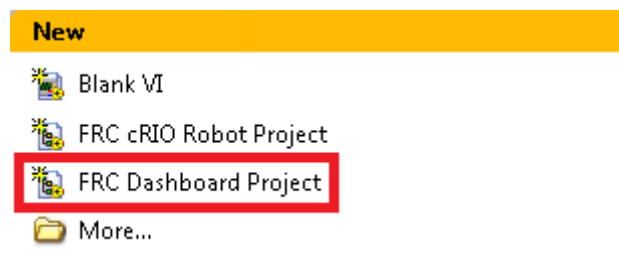 New
Blank VI
FRC cRIO Robot Project
FRC Dashboard Project
More...